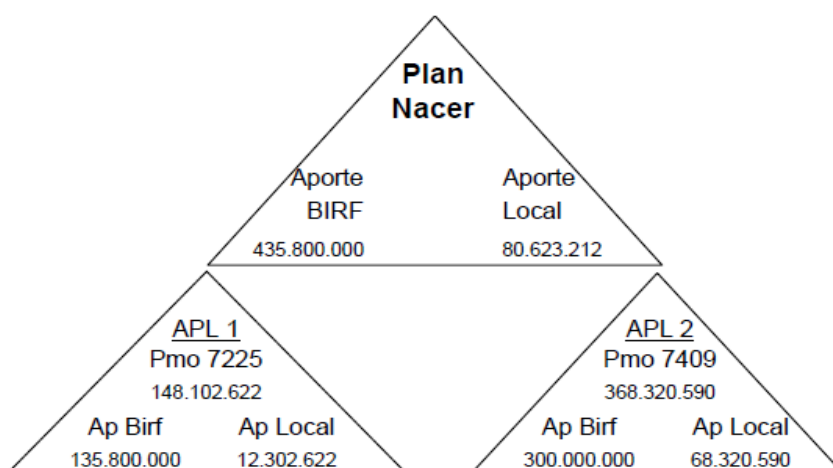 Plan
Nacer
Aporte Aporte
BIRF Local
435.800.000 80.623.212
APL 1
Pmo 7225
148.102.622
Ap Birf Ap Local
135.800.000 12.302.622
APL 2
Pmo 7409
368.320.590
Ap Birf Ap Local
300.000.000 68.320.590